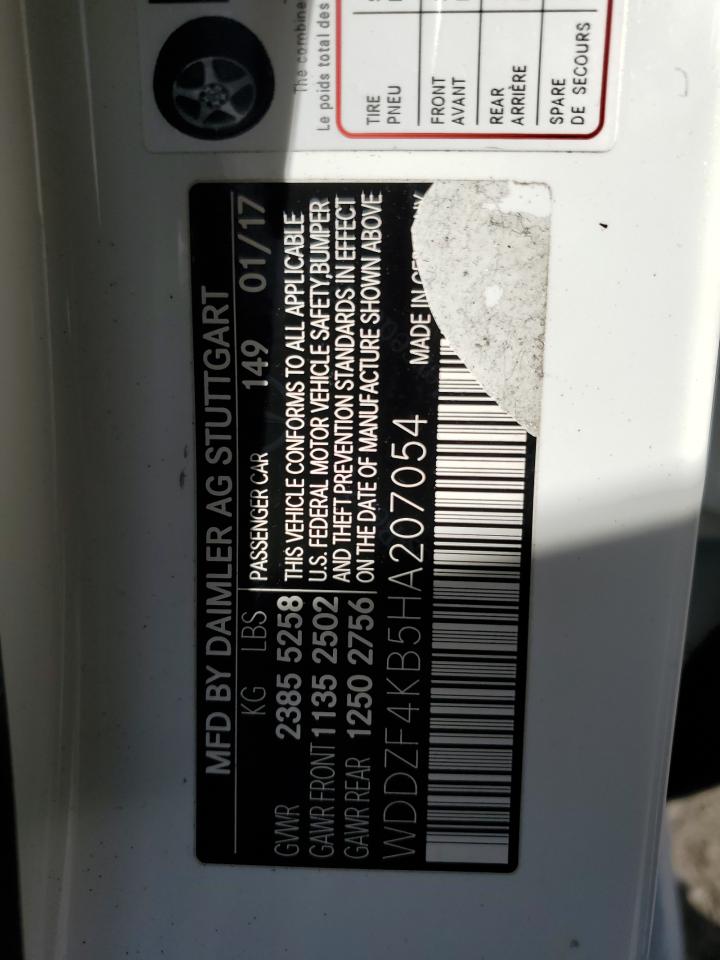 The combine
Le poids total des
TIRE
PNEU
FRONT
AVANT
REAR
ARRIÈRE
SPARE
DE SECOURS
MFD BY DAIMLER AG STUTTGART
KG LBS PASSENGER CAR 149 01/17
GVWR 2385 5258
GAWR FRONT 1135 2502
GAWR REAR 1250 2756
THIS VEHICLE CONFORMS TO ALL APPLICABLE
U.S. FEDERAL MOTOR VEHICLE SAFETY,BUMPER
AND THEFT PREVENTION STANDARDS IN EFFECT
ON THE DATE OF MANUFACTURE SHOWN ABOVE
WDDZF4KB5HA207054
MADE IN